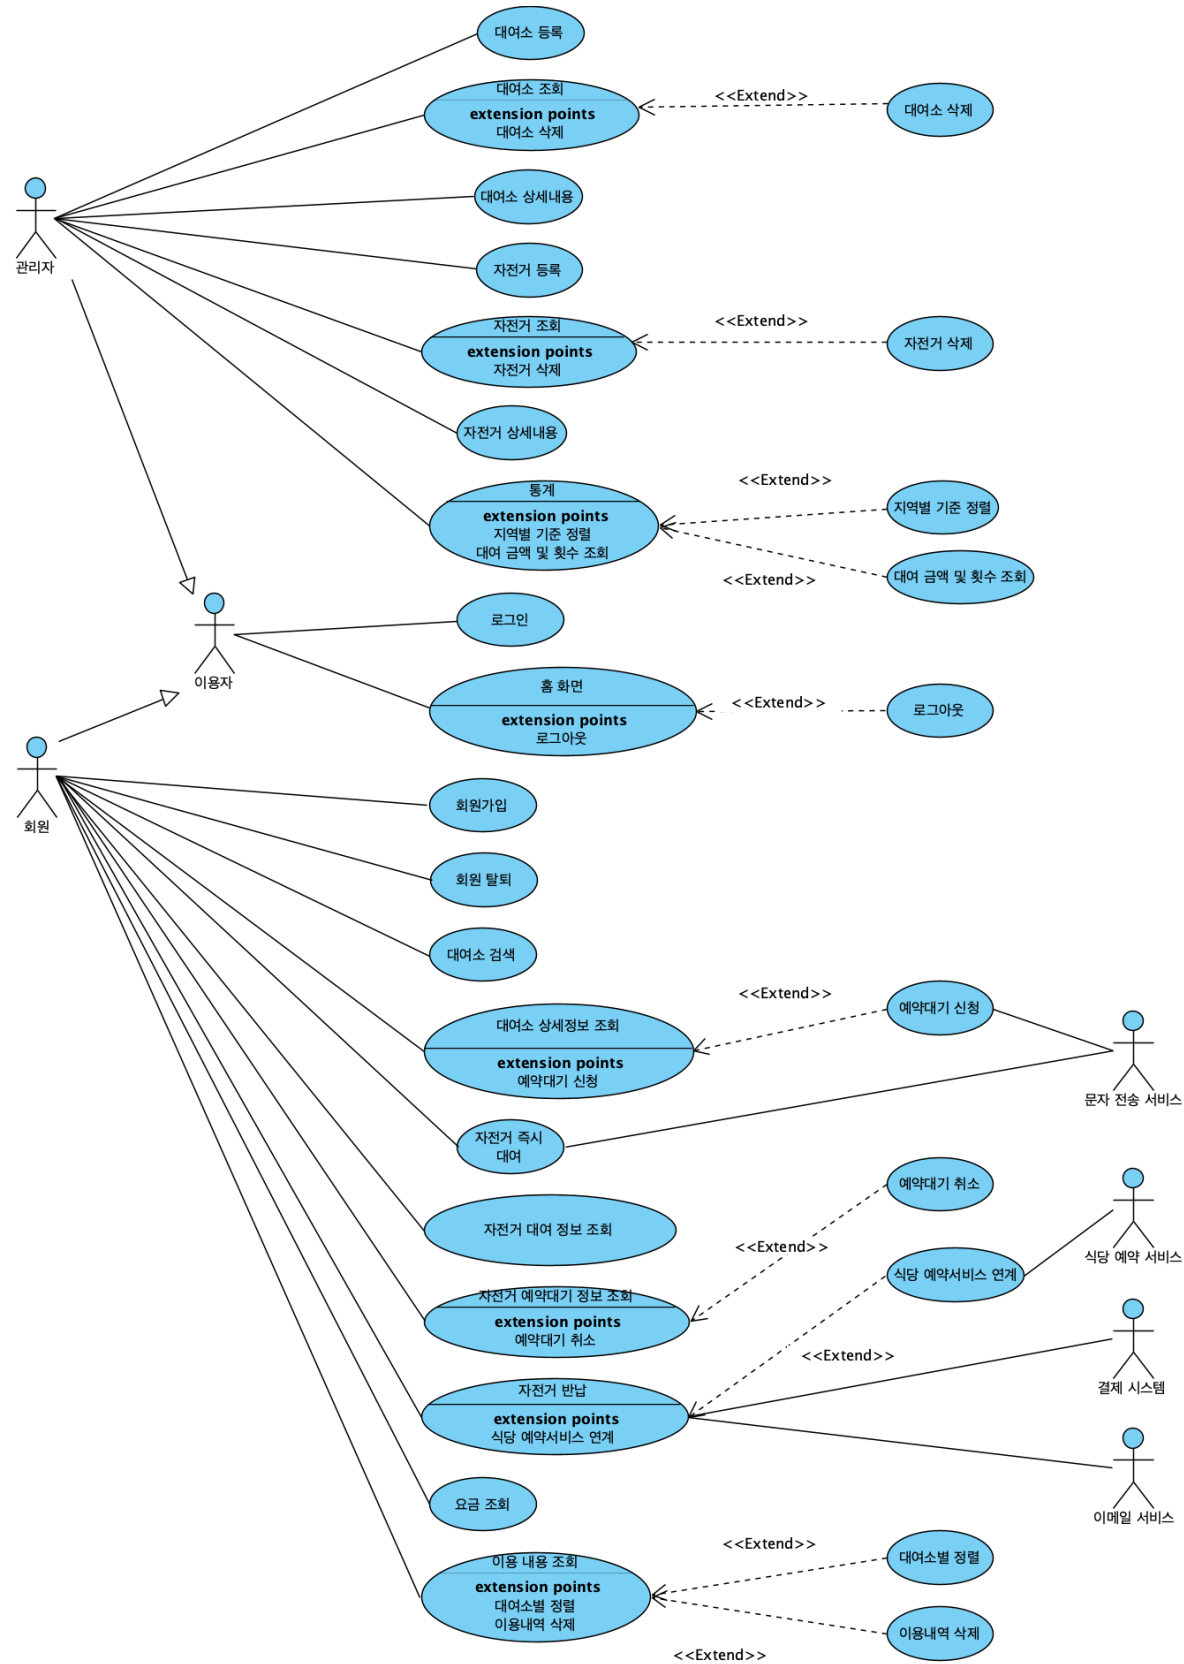 대여소 등록
대여소 조회
extension points
대여소 삭제
<<Extend>>
대여소 삭제
대여소 상세내용
관리자
자전거 등록
자전거 조회
extension points
자전거 삭제
<<Extend>>
자전거 삭제
자전거 상세내용
통계
extension points
지역별 기준 정렬
대여 금액 및 횟수 조회
<<Extend>>
지역별 기준 정렬
<<Extend>>
대여 금액 및 횟수 조회
로그인
이용자
홈 화면
extension points
로그아웃
<<Extend>>
로그아웃
회원
회원가입
회원 탈퇴
대여소 검색
대여소 상세정보 조회
extension points
예약대기 신청
<<Extend>>
예약대기 신청
문자 전송 서비스
자전거 즉시
대여
자전거 대여 정보 조회
예약대기 취소
<<Extend>>
식당 예약 서비스
식당 예약서비스 연계
자전거 예약대기 정보 조회
extension points
예약대기 취소
<<Extend>>
결제 시스템
자전거 반납
extension points
식당 예약서비스 연계
요금 조회
이메일 서비스
이용 내용 조회
extension points
대여소별 정렬
이용내역 삭제
<<Extend>>
대여소별 정렬
이용내역 삭제
<<Extend>>